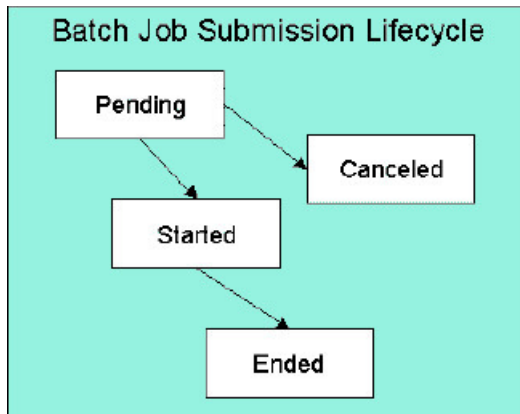 Batch Job Submission Lifecycle
Pending
Canceled
Started
Ended